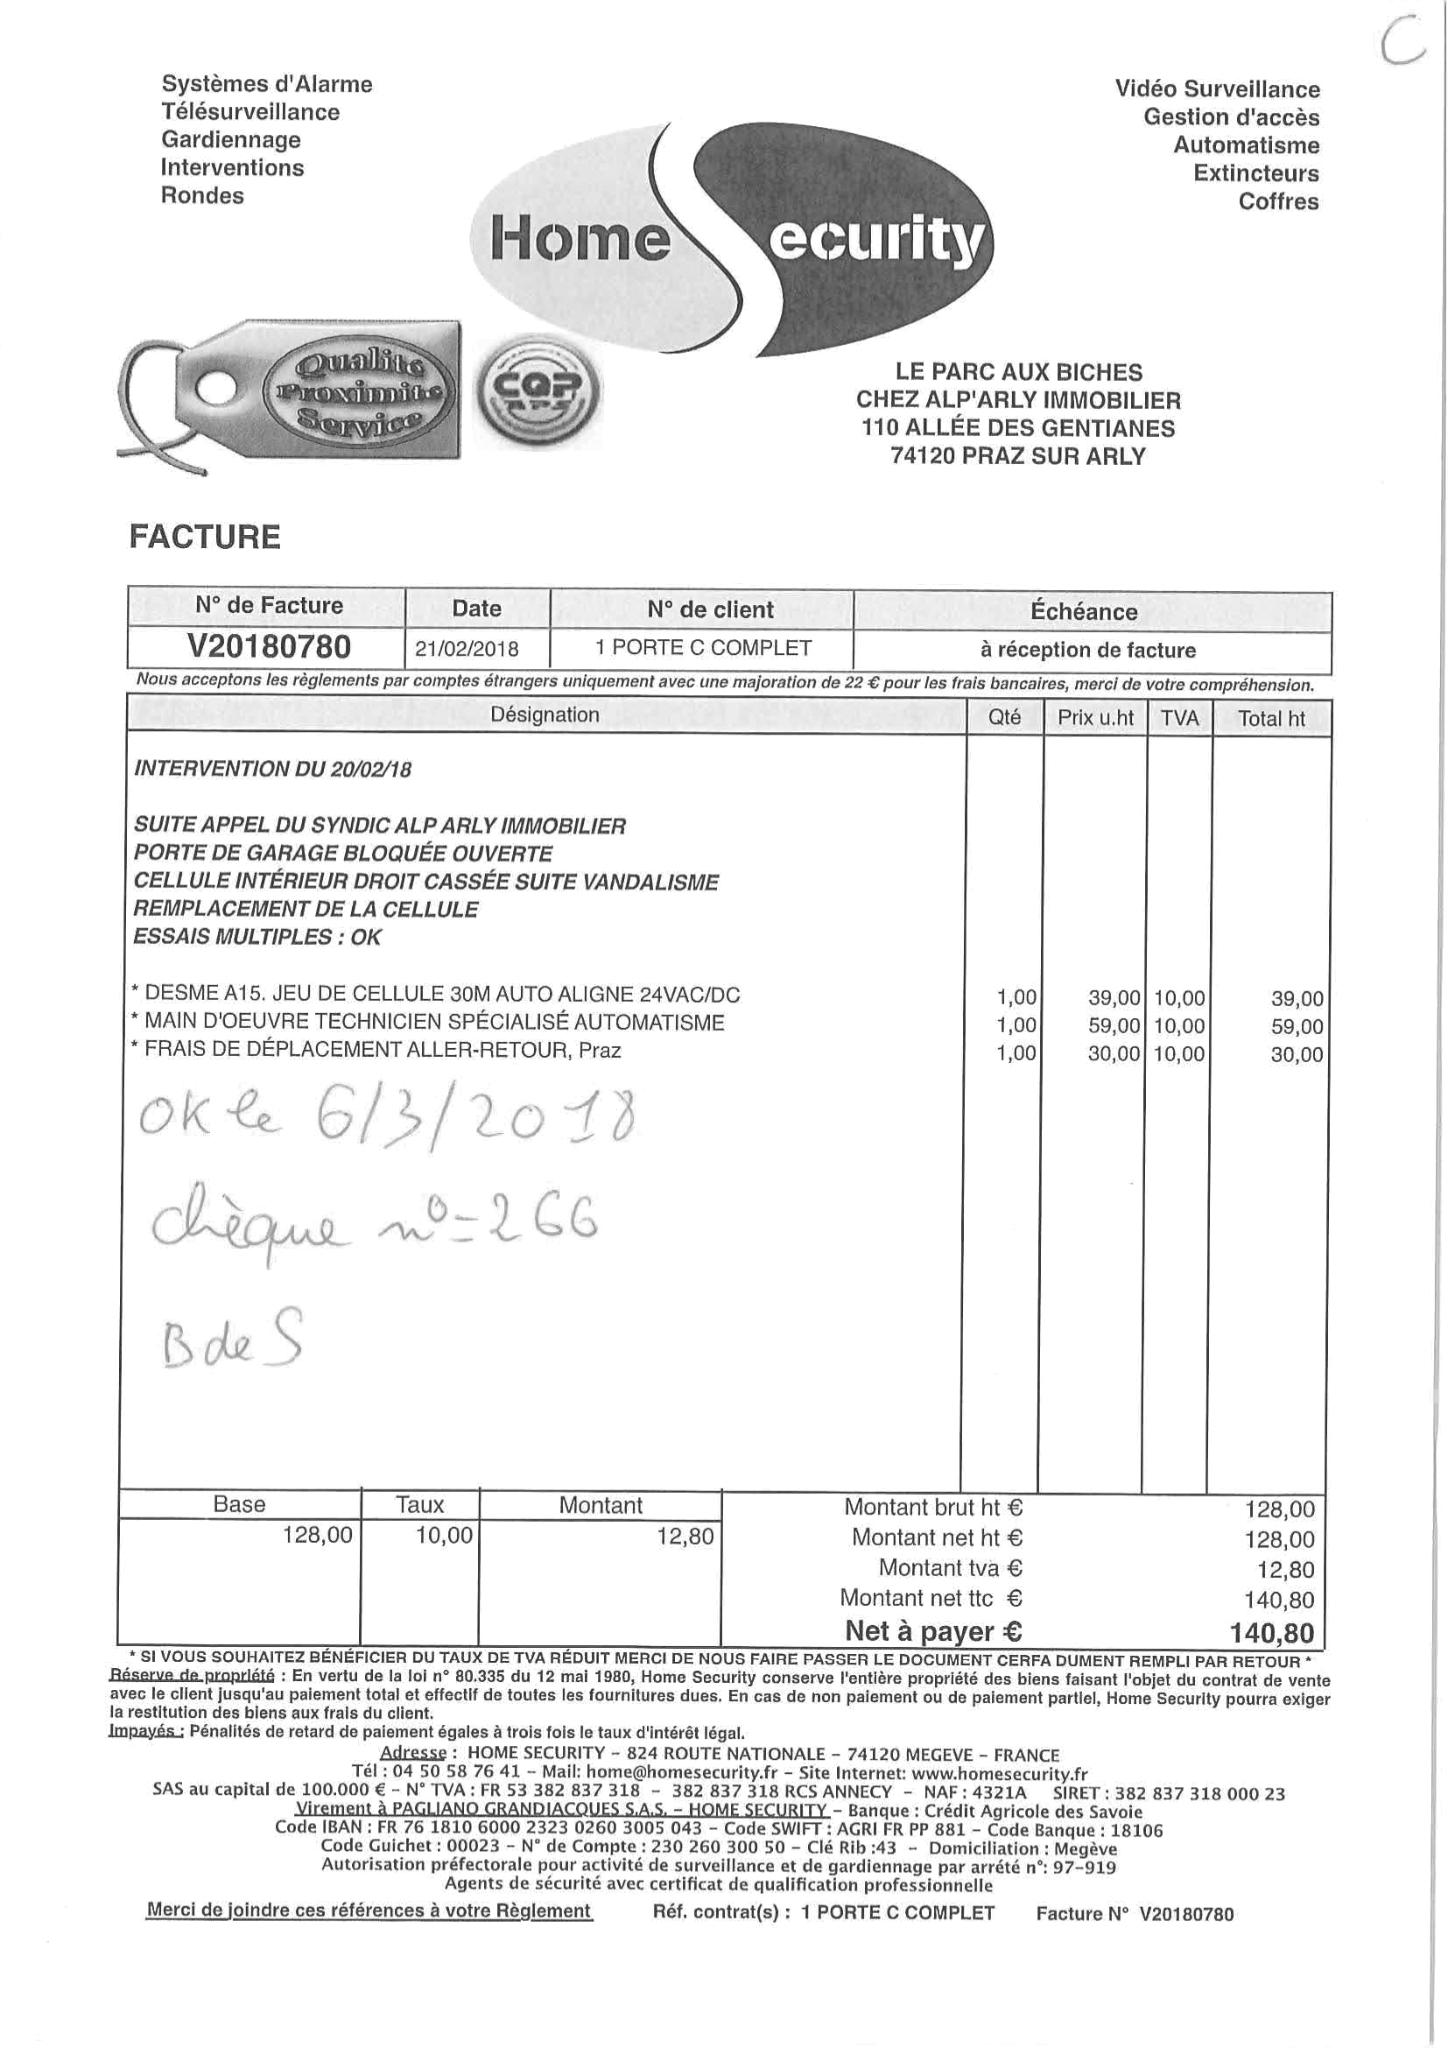 C
Systèmes d'Alarme
Télésurveillance
Gardiennage
Interventions
Rondes
Vidéo Surveillance
Gestion d'accès
Automatisme
Extincteurs
Coffres
Home Security
Qualité
Proximité
Service
CQP
APS
LE PARC AUX BICHES
CHEZ ALP'ARLY IMMOBILIER
110 ALLÉE DES GENTIANES
74120 PRAZ SUR ARLY
FACTURE
N° de Facture Date N° de client Échéance
V20180780 21/02/2018 1 PORTE C COMPLET à réception de facture
Nous acceptons les règlements par comptes étrangers uniquement avec une majoration de 22 € pour les frais bancaires, merci de votre compréhension.
Désignation Qté Prix u.ht TVA Total ht
INTERVENTION DU 20/02/18
SUITE APPEL DU SYNDIC ALP ARLY IMMOBILIER
PORTE DE GARAGE BLOQUÉE OUVERTE
CELLULE INTÉRIEUR DROIT CASSÉE SUITE VANDALISME
REMPLACEMENT DE LA CELLULE
ESSAIS MULTIPLES : OK
* DESME A15. JEU DE CELLULE 30M AUTO ALIGNE 24VAC/DC 1,00 39,00 10,00 39,00
* MAIN D'OEUVRE TECHNICIEN SPÉCIALISÉ AUTOMATISME 1,00 59,00 10,00 59,00
* FRAIS DE DÉPLACEMENT ALLER-RETOUR, Praz 1,00 30,00 10,00 30,00
OK le 6/3/2018
chèque n°=266
B de S
Base Taux Montant
128,00 10,00 12,80
Montant brut ht € 128,00
Montant net ht € 128,00
Montant tva € 12,80
Montant net ttc € 140,80
Net à payer € 140,80
* SI VOUS SOUHAITEZ BÉNÉFICIER DU TAUX DE TVA RÉDUIT MERCI DE NOUS FAIRE PASSER LE DOCUMENT CERFA DUMENT REMPLI PAR RETOUR *
Réserve de propriété : En vertu de la loi n° 80.335 du 12 mai 1980, Home Security conserve l'entière propriété des biens faisant l'objet du contrat de vente
avec le client jusqu'au paiement total et effectif de toutes les fournitures dues. En cas de non paiement ou de paiement partiel, Home Security pourra exiger
la restitution des biens aux frais du client.
Impayés : Pénalités de retard de paiement égales à trois fois le taux d'intérêt légal.
Adresse : HOME SECURITY – 824 ROUTE NATIONALE – 74120 MEGEVE – FRANCE
Tél : 04 50 58 76 41 – Mail: home@homesecurity.fr – Site Internet: www.homesecurity.fr
SAS au capital de 100.000 € – N° TVA : FR 53 382 837 318 – 382 837 318 RCS ANNECY – NAF : 4321A SIRET : 382 837 318 000 23
Virement à PAGLIANO GRANDJACQUES S.A.S. – HOME SECURITY – Banque : Crédit Agricole des Savoie
Code IBAN : FR 76 1810 6000 2323 0260 3005 043 – Code SWIFT : AGRI FR PP 881 – Code Banque : 18106
Code Guichet : 00023 – N° de Compte : 230 260 300 50 – Clé Rib :43 – Domiciliation : Megève
Autorisation préfectorale pour activité de surveillance et de gardiennage par arrété n°: 97–919
Agents de sécurité avec certificat de qualification professionnelle
Merci de joindre ces références à votre Règlement Réf. contrat(s) : 1 PORTE C COMPLET Facture N° V20180780